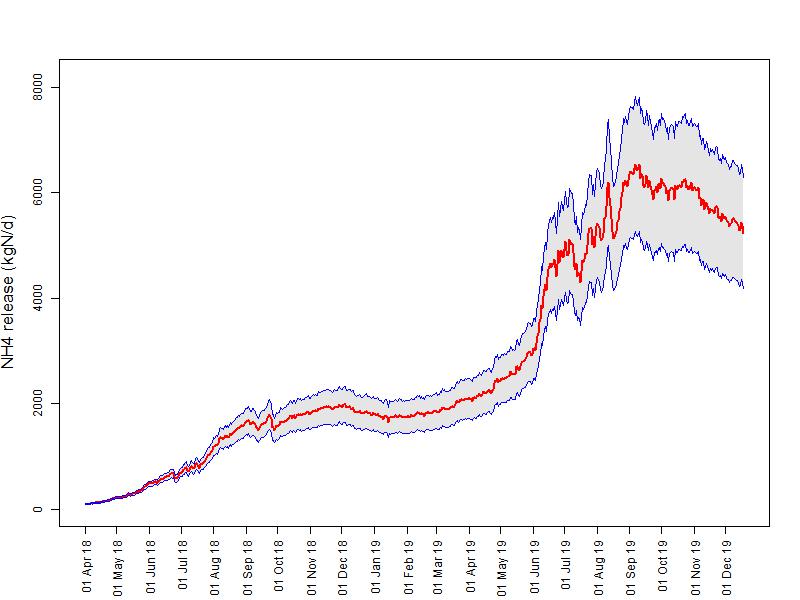 NH4 release (kgN/d)
8000
6000
4000
2000
0
01 Apr 18
01 May 18
01 Jun 18
01 Jul 18
01 Aug 18
01 Sep 18
01 Oct 18
01 Nov 18
01 Dec 18
01 Jan 19
01 Feb 19
01 Mar 19
01 Apr 19
01 May 19
01 Jun 19
01 Jul 19
01 Aug 19
01 Sep 19
01 Oct 19
01 Nov 19
01 Dec 19